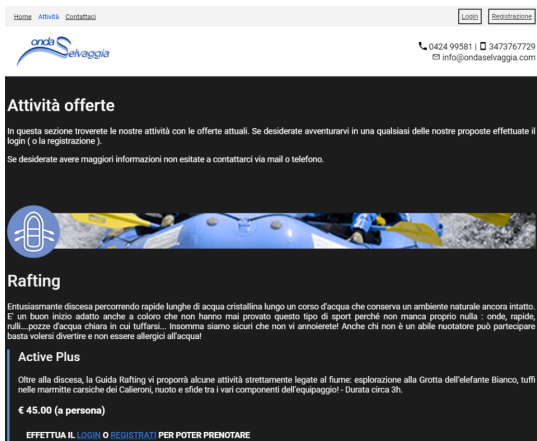 Home Attività Contattaci Login Registrazione
onda Selvaggia
0424 99581 | 3473767729
info@ondaselvaggia.com
Attività offerte
In questa sezione troverete le nostre attività con le offerte attuali. Se desiderate avventurarvi in una qualsiasi delle nostre proposte effettuate il
login ( o la registrazione ).
Se desiderate avere maggiori informazioni non esitate a contattarci via mail o telefono.
Rafting
Entusiasmante discesa percorrendo rapide lunghe di acqua cristallina lungo un corso d'acqua che conserva un ambiente naturale ancora intatto.
E' un buon inizio adatto anche a coloro che non hanno mai provato questo tipo di sport perché non manca proprio nulla : onde, rapide,
rulli....pozze d'acqua chiara in cui tuffarsi... Insomma siamo sicuri che non vi annoierete! Anche chi non è un abile nuotatore può partecipare
basta volersi divertire e non essere allergici all'acqua!
Active Plus
Oltre alla discesa, la Guida Rafting vi proporrà alcune attività strettamente legate al fiume: esplorazione alla Grotta dell'elefante Bianco, tuffi
nelle marmitte carsiche dei Calieroni, nuoto e sfide tra i vari componenti dell'equipaggio! - Durata circa 3h.
€ 45.00 (a persona)
EFFETTUA IL LOGIN O REGISTRATI PER POTER PRENOTARE